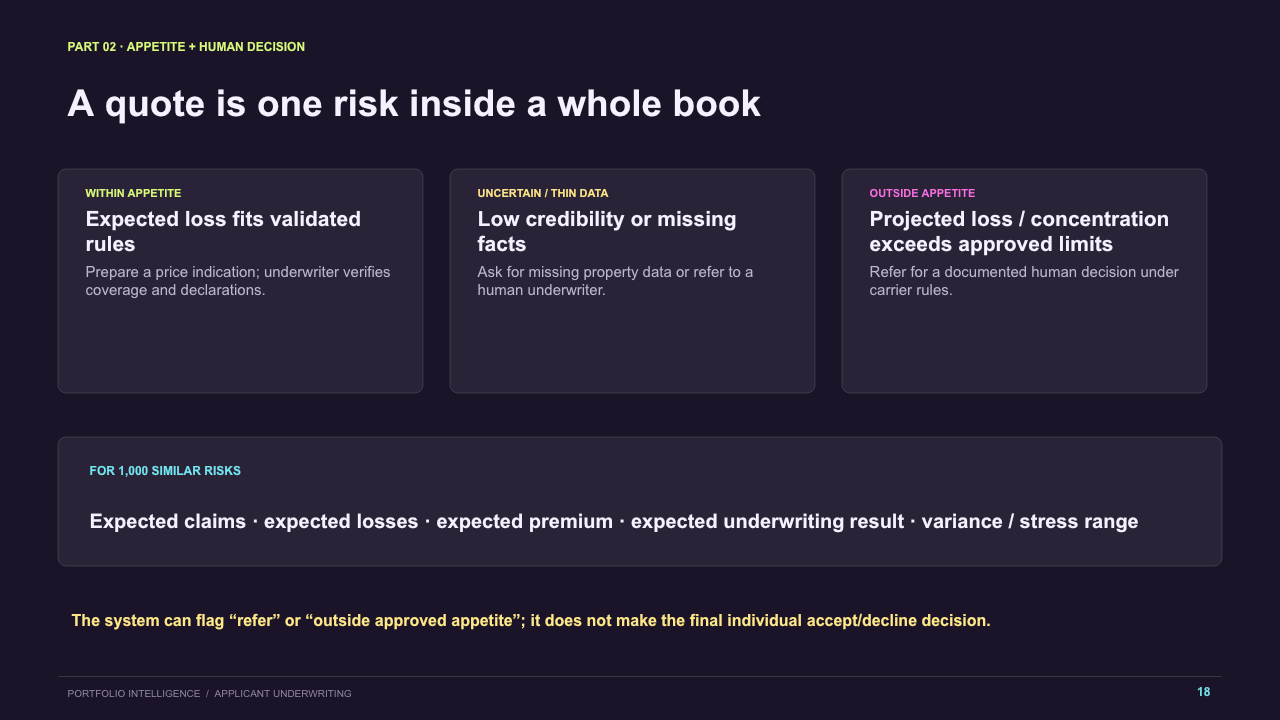 PART 02 · APPETITE + HUMAN DECISION
A quote is one risk inside a whole book
WITHIN APPETITE
Expected loss fits validated
rules
Prepare a price indication; underwriter verifies
coverage and declarations.
UNCERTAIN / THIN DATA
Low credibility or missing
facts
Ask for missing property data or refer to a
human underwriter.
OUTSIDE APPETITE
Projected loss / concentration
exceeds approved limits
Refer for a documented human decision under
carrier rules.
FOR 1,000 SIMILAR RISKS
Expected claims · expected losses · expected premium · expected underwriting result · variance / stress range
The system can flag “refer” or “outside approved appetite”; it does not make the final individual accept/decline decision.
PORTFOLIO INTELLIGENCE / APPLICANT UNDERWRITING
18